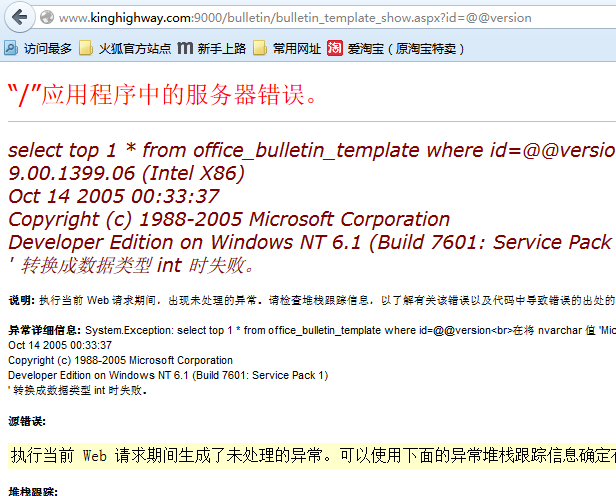 www.kinghighway.com:9000/bulletin/bulletin_template_show.aspx?id=@@version
访问最多 火狐官方站点 新手上路 常用网址 淘 爱淘宝（原淘宝特卖）
“/”应用程序中的服务器错误。
select top 1 * from office_bulletin_template where id=@@versio
9.00.1399.06 (Intel X86)
Oct 14 2005 00:33:37
Copyright (c) 1988-2005 Microsoft Corporation
Developer Edition on Windows NT 6.1 (Build 7601: Service Pack
' 转换成数据类型 int 时失败。
说明: 执行当前 Web 请求期间，出现未处理的异常。请检查堆栈跟踪信息，以了解有关该错误以及代码中导致错误的出处的
异常详细信息: System.Exception: select top 1 * from office_bulletin_template where id=@@version<br>在将 nvarchar 值 'Mic
Oct 14 2005 00:33:37
Copyright (c) 1988-2005 Microsoft Corporation
Developer Edition on Windows NT 6.1 (Build 7601: Service Pack 1)
' 转换成数据类型 int 时失败。
源错误:
执行当前 Web 请求期间生成了未处理的异常。可以使用下面的异常堆栈跟踪信息确定有
堆栈跟踪: